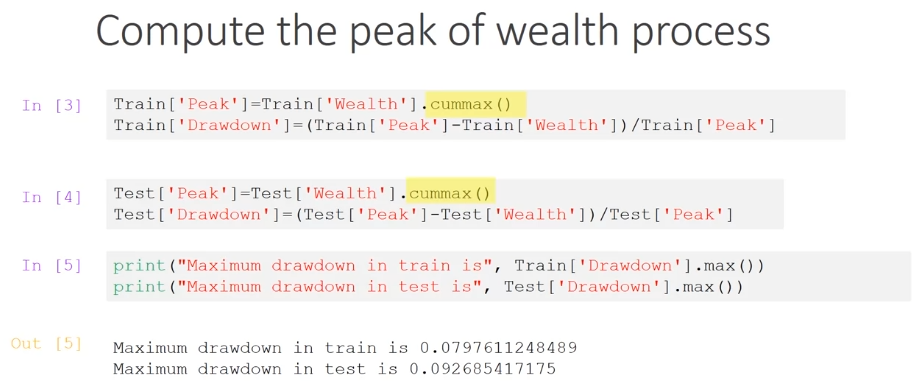 Compute the peak of wealth process
In [3]
Train['Peak']=Train['Wealth'].cummax()
Train['Drawdown']=(Train['Peak']-Train['Wealth'])/Train['Peak']
In [4]
Test['Peak']=Test['Wealth'].cummax()
Test['Drawdown']=(Test['Peak']-Test['Wealth'])/Test['Peak']
In [5]
print("Maximum drawdown in train is", Train['Drawdown'].max())
print("Maximum drawdown in test is", Test['Drawdown'].max())
Out [5]
Maximum drawdown in train is 0.0797611248489
Maximum drawdown in test is 0.092685417175